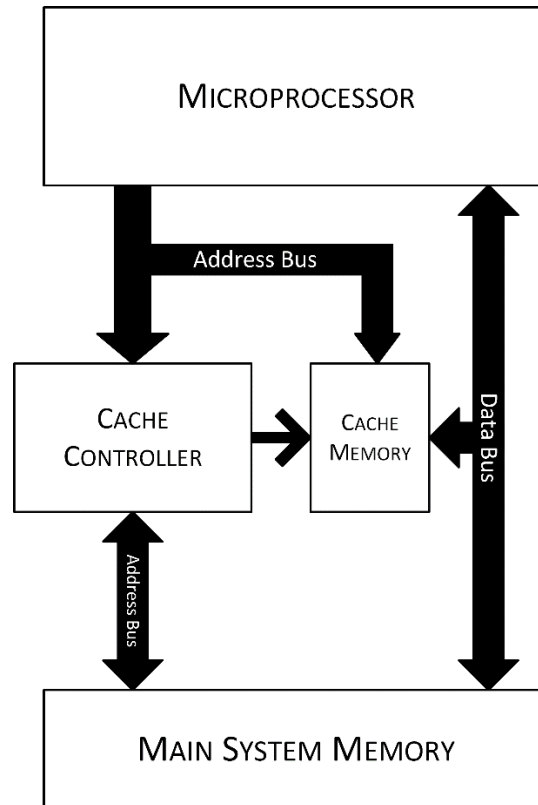 MICROPROCESSOR
Address Bus
CACHE
CONTROLLER
CACHE
MEMORY
Data Bus
Address Bus
MAIN SYSTEM MEMORY